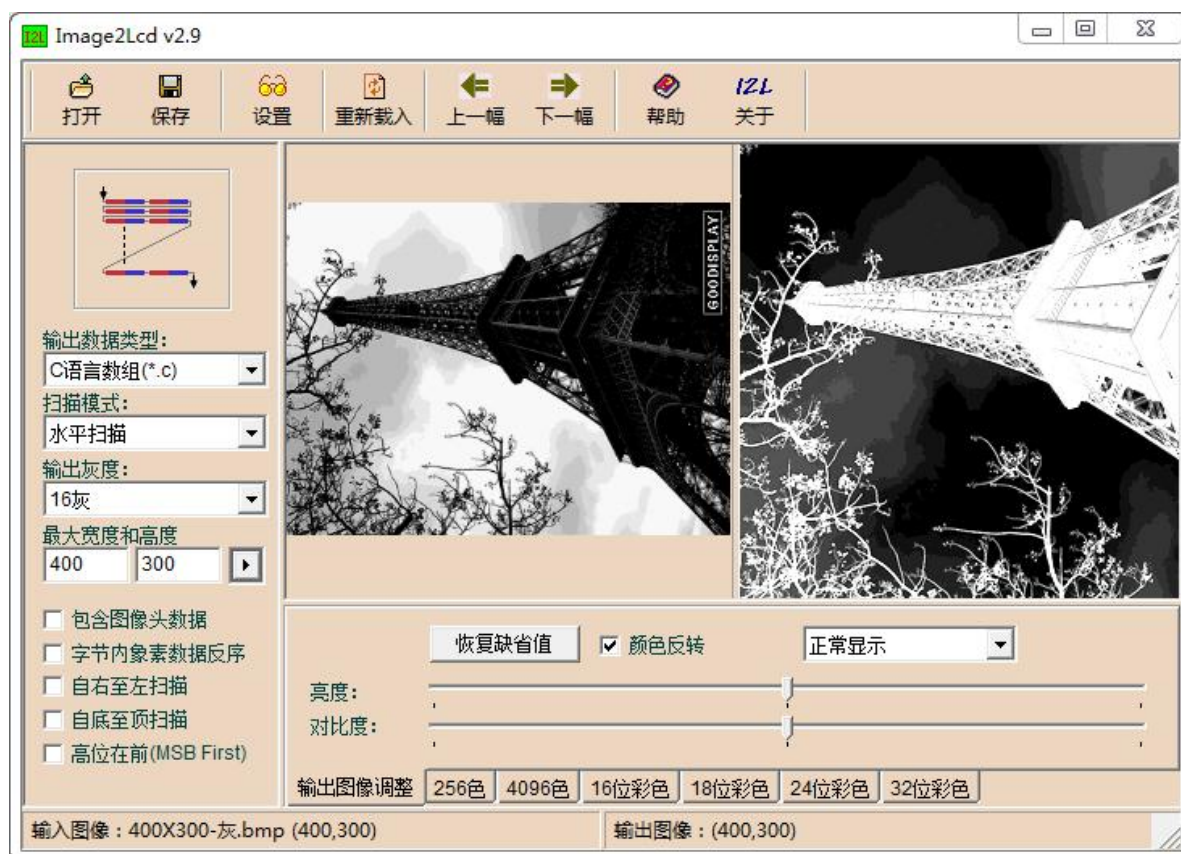 I2L Image2Lcd v2.9
打开 保存 设置 重新载入 上一幅 下一幅 帮助 I2L 关于
输出数据类型:
C语言数组(*.c)
扫描模式:
水平扫描
输出灰度:
16灰
最大宽度和高度
400 300
包含图像头数据
字节内象素数据反序
自右至左扫描
自底至顶扫描
高位在前(MSB First)
GOODISPLAY
恢复缺省值 颜色反转 正常显示
亮度:
对比度:
输出图像调整 256色 4096色 16位彩色 18位彩色 24位彩色 32位彩色
输入图像:400X300-灰.bmp (400,300) 输出图像:(400,300)